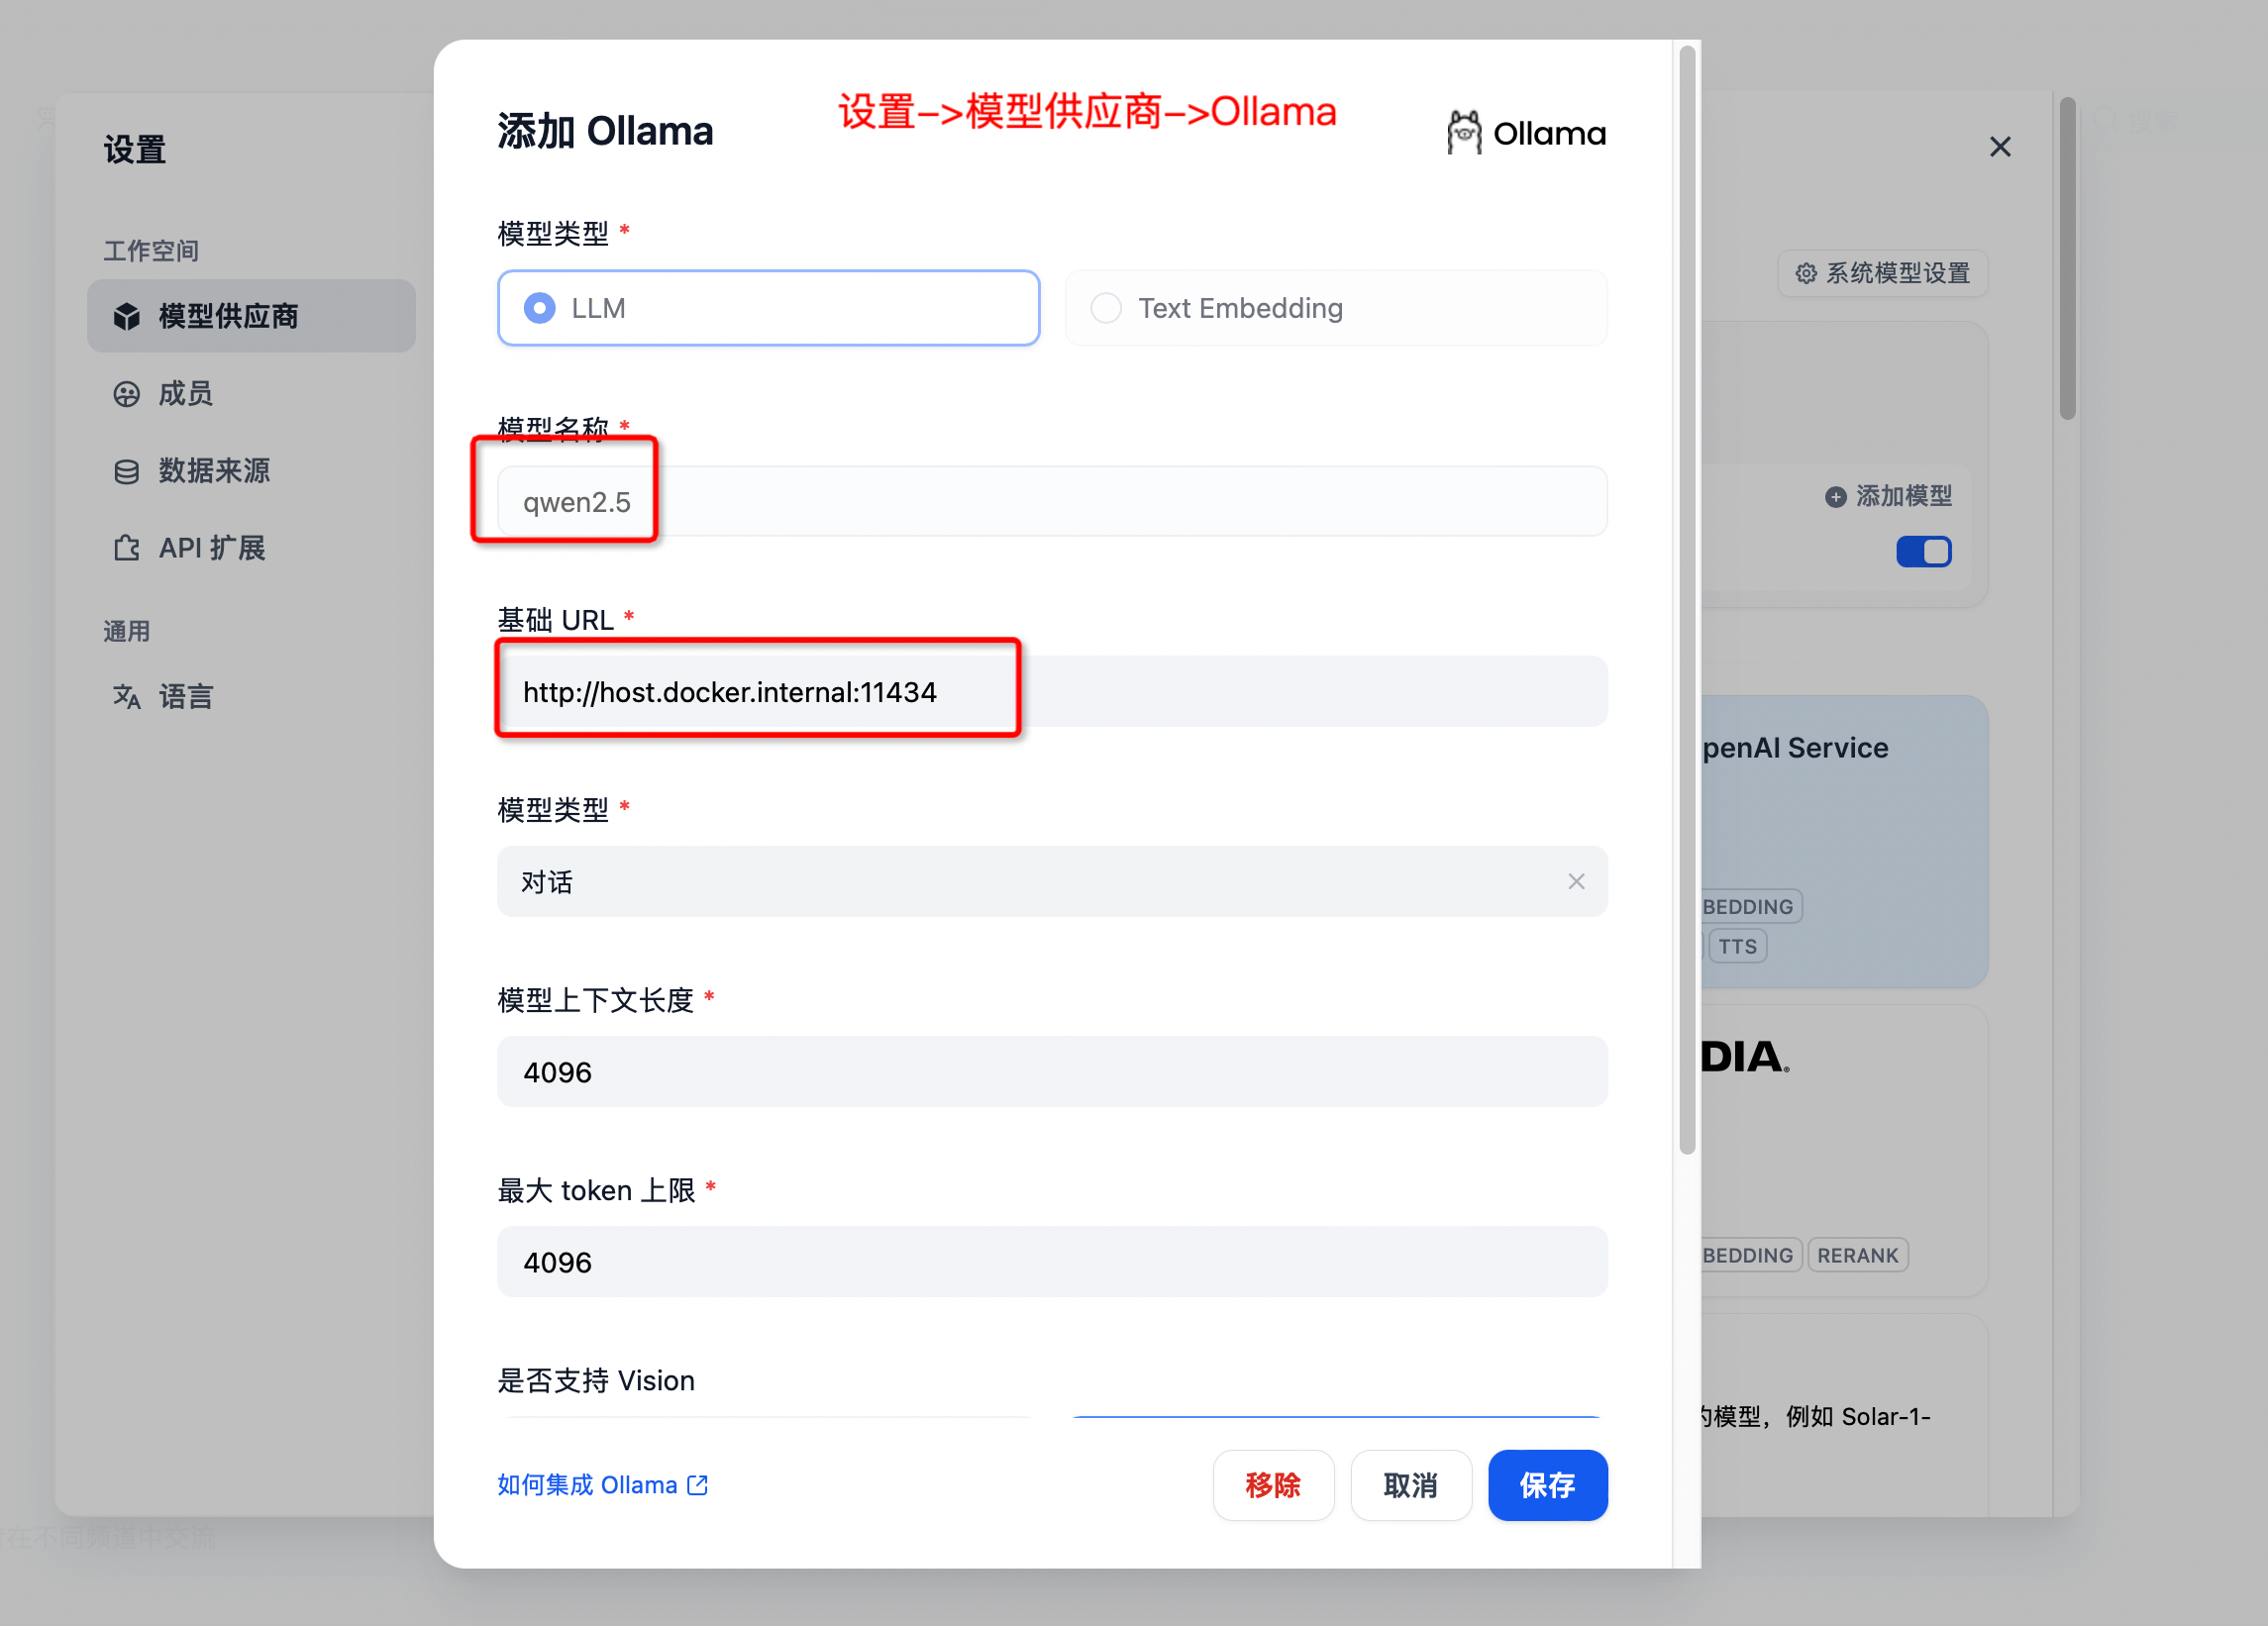 设置
工作空间
模型供应商
成员
数据来源
API 扩展
通用
语言
添加 Ollama
设置–>模型供应商–>Ollama
Ollama
模型类型 *
LLM
Text Embedding
模型名称 *
qwen2.5
基础 URL *
http://host.docker.internal:11434
模型类型 *
对话
模型上下文长度 *
4096
最大 token 上限 *
4096
是否支持 Vision
如何集成 Ollama
移除
取消
保存
系统模型设置
添加模型
penAI Service
BEDDING
TTS
DIA
BEDDING
RERANK
的模型，例如 Solar-1-
在不同频道中交流